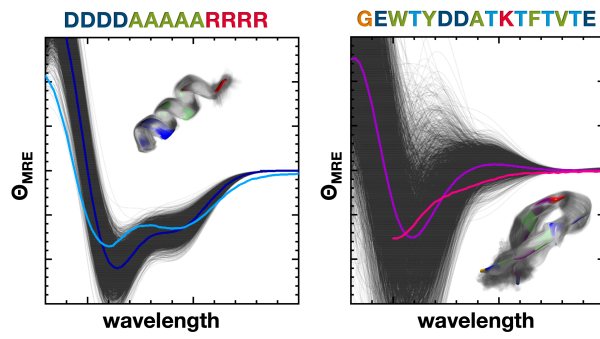 DDDDAAAAARRRR
GEWTYDDATKTFTVTE
ΘMRE
ΘMRE
wavelength
wavelength